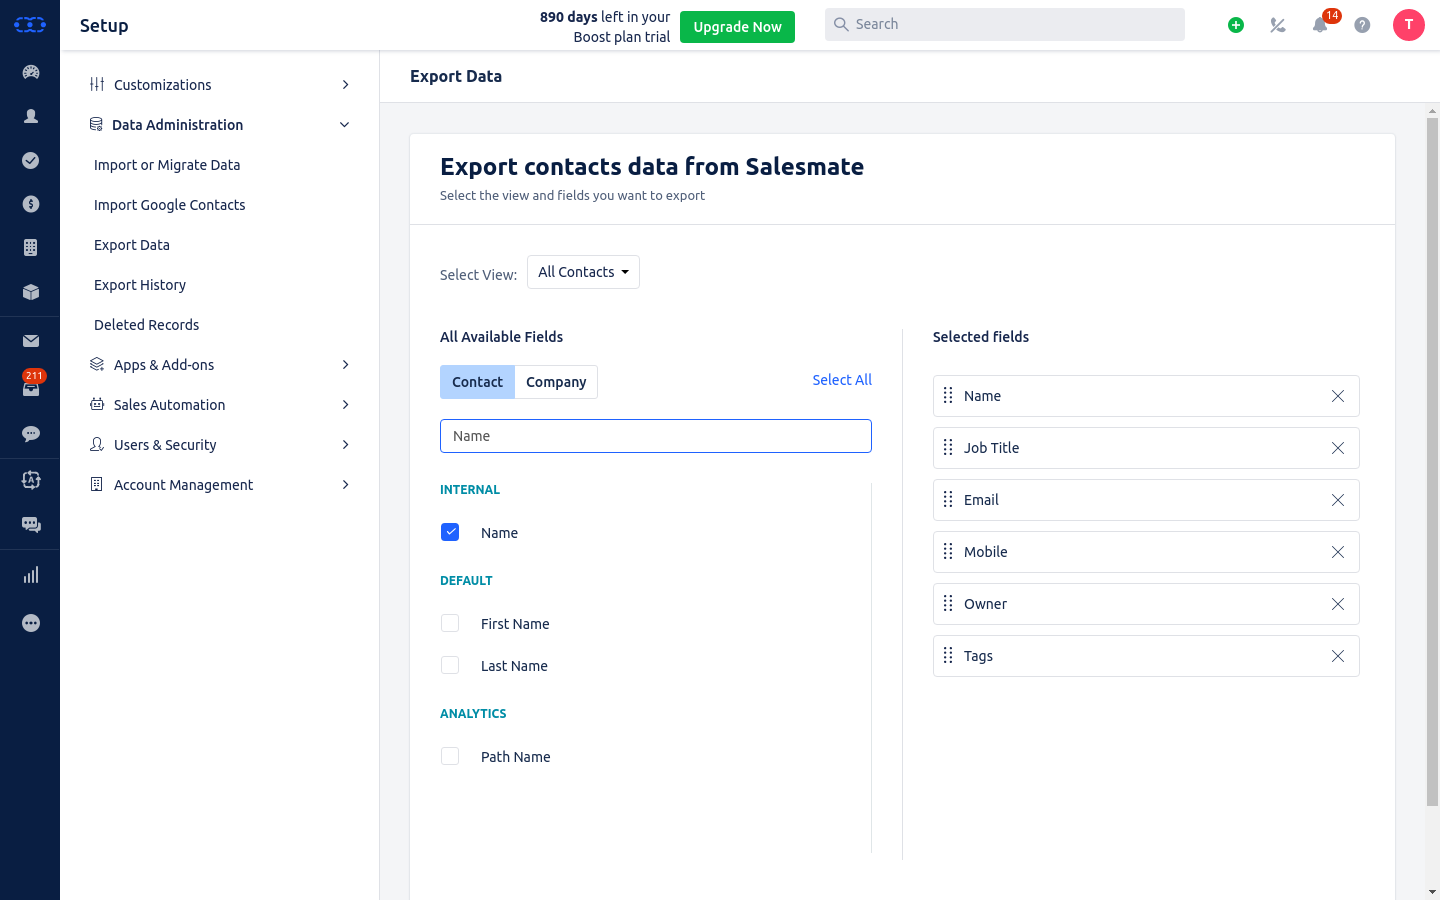 Setup
890 days left in your
Boost plan trial
Upgrade Now
Search
14
T
211
Customizations
Data Administration
Import or Migrate Data
Import Google Contacts
Export Data
Export History
Deleted Records
Apps & Add-ons
Sales Automation
Users & Security
Account Management
Export Data
Export contacts data from Salesmate
Select the view and fields you want to export
Select View:
All Contacts
All Available Fields
Contact
Company
Select All
Name
INTERNAL
Name
DEFAULT
First Name
Last Name
ANALYTICS
Path Name
Selected fields
Name
Job Title
Email
Mobile
Owner
Tags